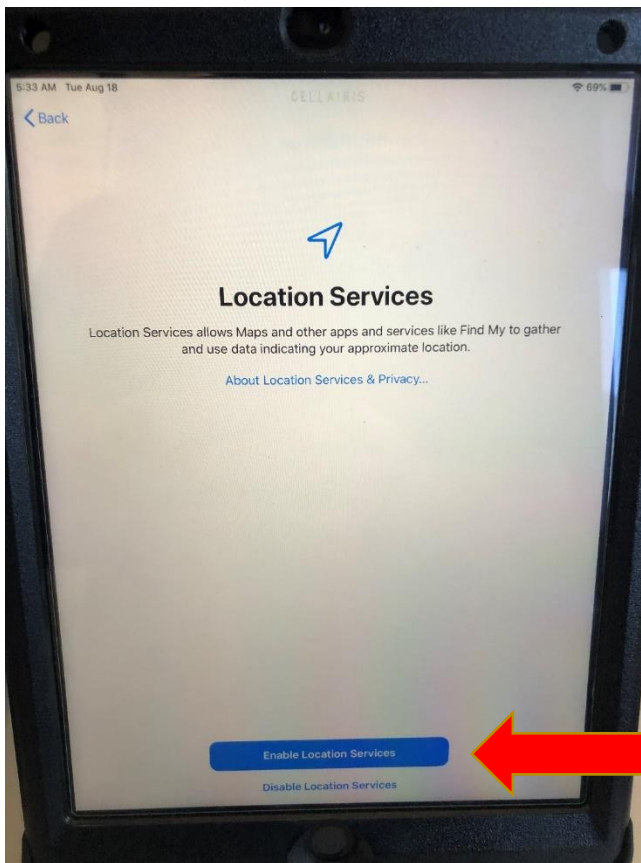 5:33 AM Tue Aug 18
CELLAIRIS
69%
Back
Location Services
Location Services allows Maps and other apps and services like Find My to gather
and use data indicating your approximate location.
About Location Services & Privacy...
Enable Location Services
Disable Location Services